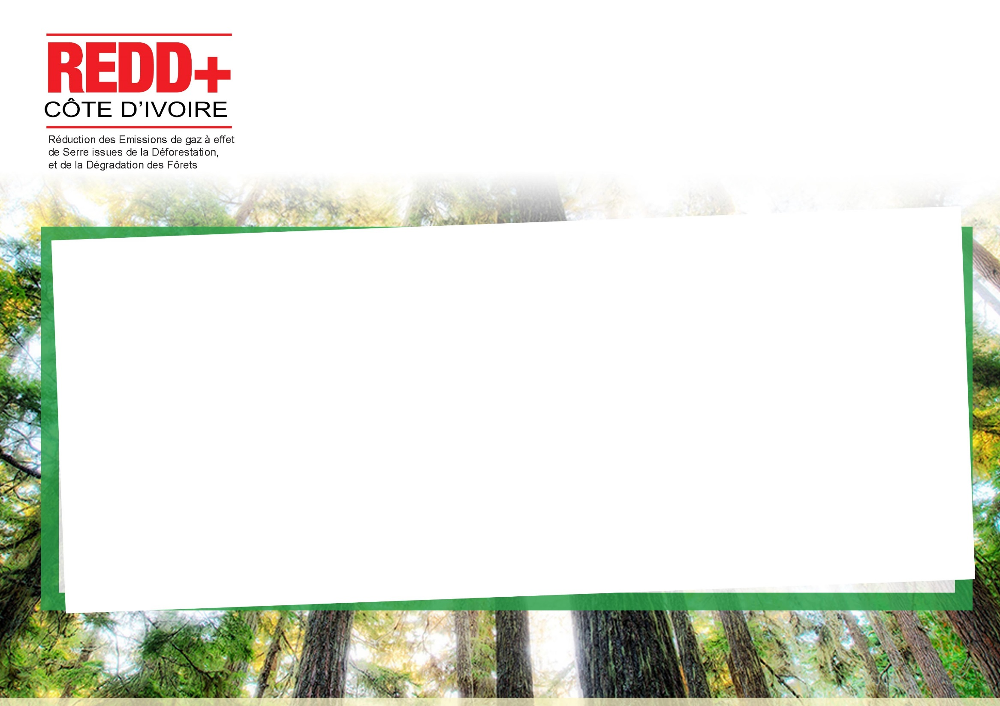 REDD+
CÔTE D’IVOIRE
Réduction des Emissions de gaz à effet
de Serre issues de la Déforestation,
et de la Dégradation des Fôrets